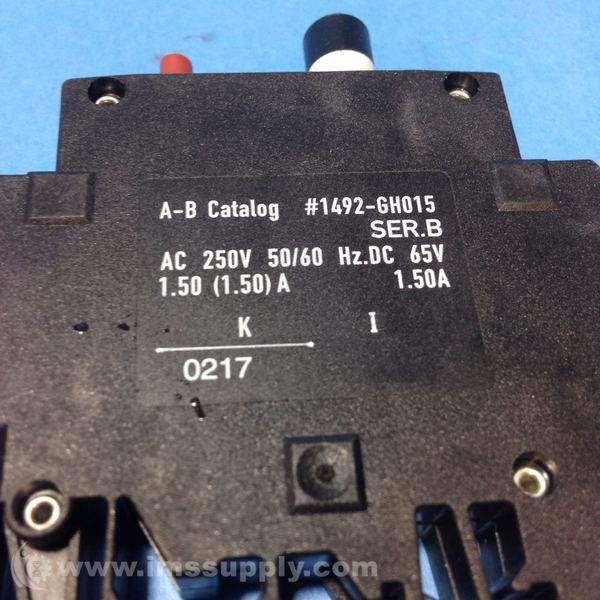 A-B Catalog #1492-GH015
SER.B
AC 250V 50/60 Hz.DC 65V
1.50 (1.50) A 1.50A
K I
0217
www.imssupply.com